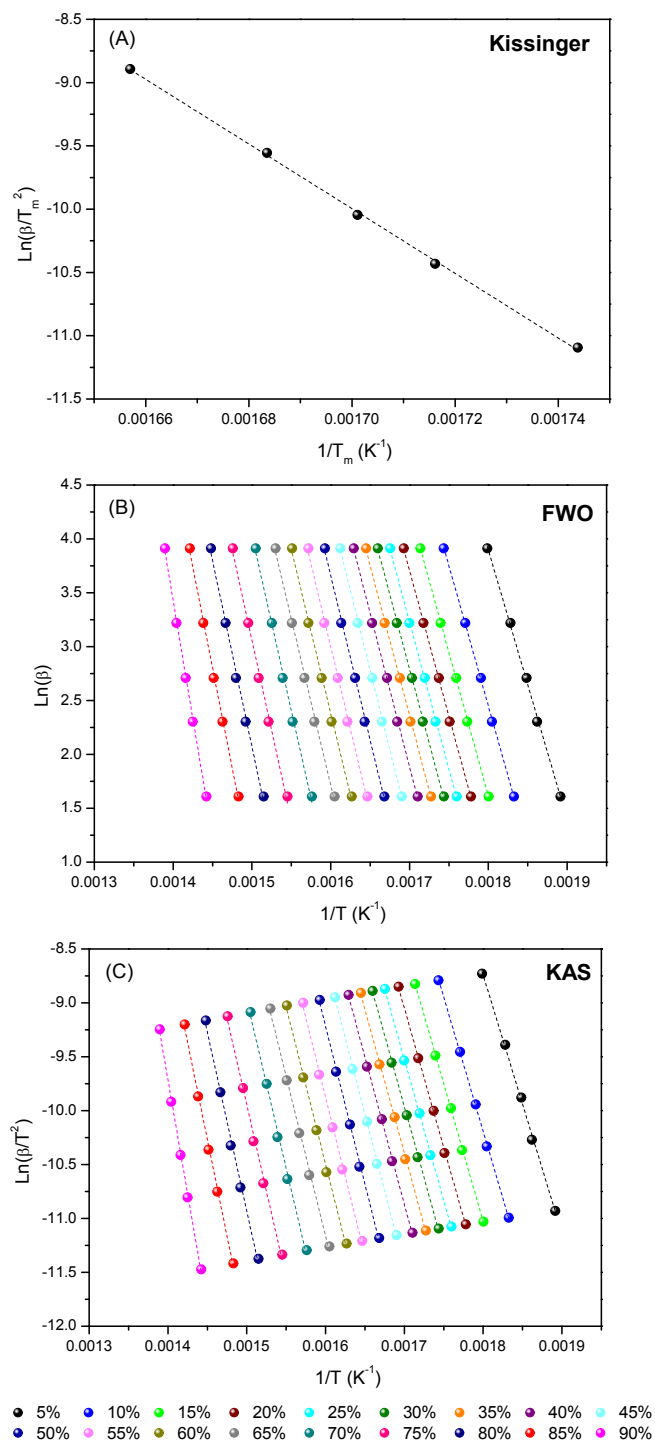 (A) Kissinger
-8.5
-9.0
-9.5
-10.0
-10.5
-11.0
-11.5
Ln(β/Tₘ²)
0.00166 0.00168 0.00170 0.00172 0.00174
1/Tₘ (K⁻¹)
(B) FWO
4.5
4.0
3.5
3.0
2.5
2.0
1.5
1.0
Ln(β)
0.0013 0.0014 0.0015 0.0016 0.0017 0.0018 0.0019
1/T (K⁻¹)
(C) KAS
-8.5
-9.0
-9.5
-10.0
-10.5
-11.0
-11.5
-12.0
Ln(β/T²)
0.0013 0.0014 0.0015 0.0016 0.0017 0.0018 0.0019
1/T (K⁻¹)
5% 10% 15% 20% 25% 30% 35% 40% 45%
50% 55% 60% 65% 70% 75% 80% 85% 90%